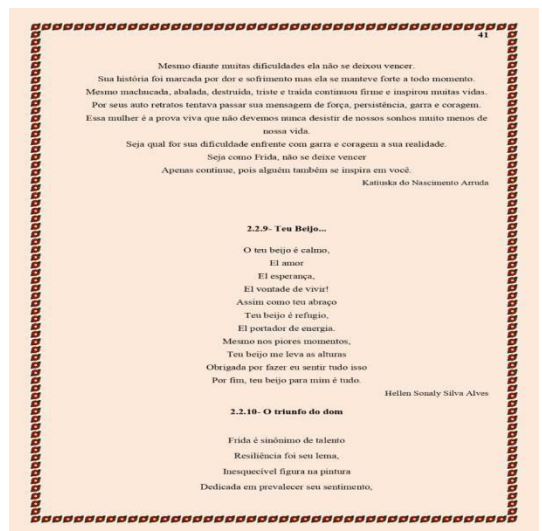 41
Mesmo diante muitas dificuldades ela não se deixou vencer.
Sua história foi marcada por dor e sofrimento mas ela se manteve forte a todo momento.
Mesmo machucada, abalada, destruída, triste e traída continuou firme e inspirou muitas vidas.
Por seus auto retratos tentava passar sua mensagem de força, persistência, garra e coragem.
Essa mulher é a prova viva que não devemos nunca desistir de nossos sonhos muito menos de
nossa vida.
Seja qual for sua dificuldade enfrente com garra e coragem a sua realidade.
Seja como Frida, não se deixe vencer
Apenas continue, pois alguém também se inspira em você.
Katiuska do Nascimento Arruda
2.2.9- Teu Beijo...
O teu beijo é calmo,
El amor
El esperança,
El vontade de vivir!
Assim como teu abraço
Teu beijo é refugio,
El portador de energia.
Mesmo nos piores momentos,
Teu beijo me leva as alturas
Obrigada por fazer eu sentir tudo isso
Por fim, teu beijo para mim é tudo.
Hellen Sonaly Silva Alves
2.2.10- O triunfo do dom
Frida é sinônimo de talento
Resiliência foi seu lema,
Inesquecível figura na pintura
Dedicada em prevalecer seu sentimento,